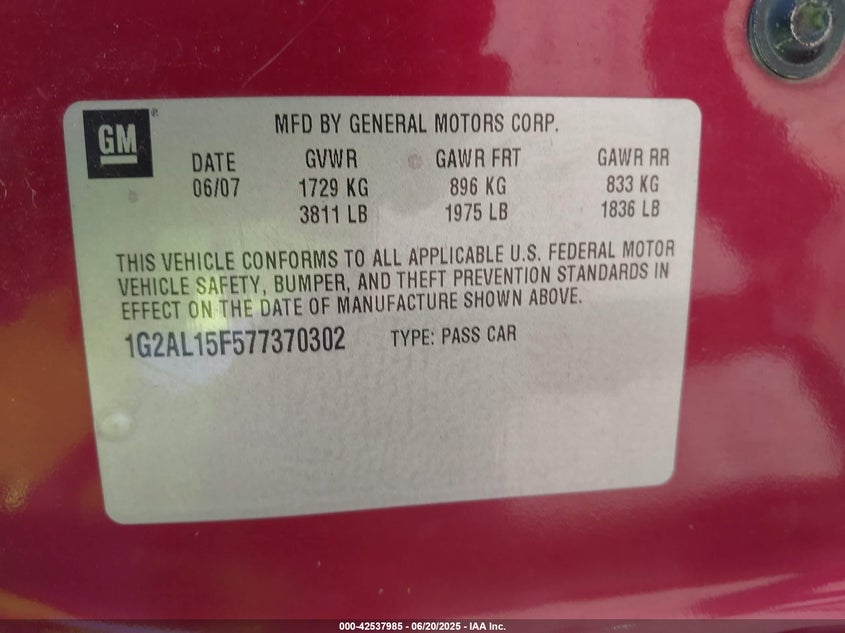 GM ®
MFD BY GENERAL MOTORS CORP.
DATE GVWR GAWR FRT GAWR RR
06/07 1729 KG 896 KG 833 KG
3811 LB 1975 LB 1836 LB
THIS VEHICLE CONFORMS TO ALL APPLICABLE U.S. FEDERAL MOTOR
VEHICLE SAFETY, BUMPER, AND THEFT PREVENTION STANDARDS IN
EFFECT ON THE DATE OF MANUFACTURE SHOWN ABOVE.
1G2AL15F577370302 TYPE: PASS CAR
000-42537985 - 06/20/2025 - IAA Inc.